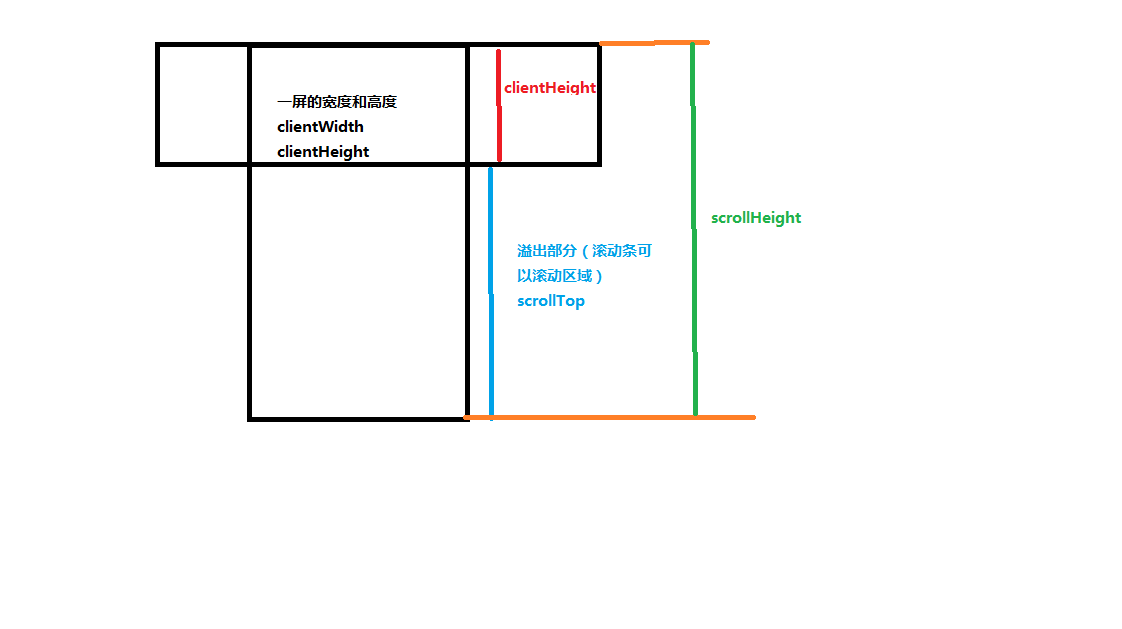 clientHeight
一屏的宽度和高度
clientWidth
clientHeight
scrollHeight
溢出部分（滚动条可
以滚动区域）
scrollTop